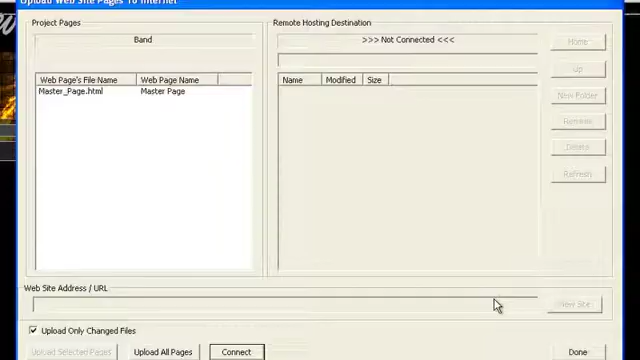 Upload Web Site Pages To Internet
Project Pages
Band
Web Page's File Name Web Page Name
Master_Page.html Master Page
Remote Hosting Destination
>>> Not Connected <<<
Name Modified Size
Home
Up
New Folder
Rename
Delete
Refresh
Web Site Address / URL
View Site
Upload Only Changed Files
Upload Selected Pages Upload All Pages Connect Done